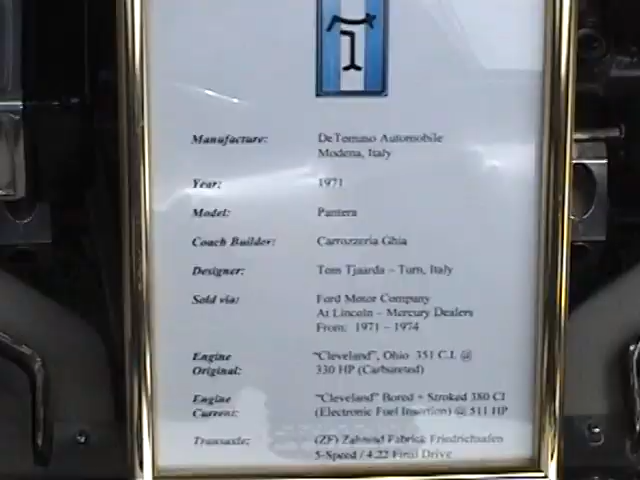 Manufacture: DeTomaso Automobile
Modena, Italy
Year: 1971
Model: Pantera
Coach Builder: Carrozzeria Ghia
Designer: Tom Tjaarda – Turn, Italy
Sold via: Ford Motor Company
At Lincoln – Mercury Dealers
From: 1971 – 1974
Engine "Cleveland", Ohio 351 C.I. @
Original: 330 HP (Carbureted)
Engine "Cleveland" Bored + Stroked 380 CI
Current: (Electronic Fuel Insertion) @ 511 HP
Transaxle: (ZF) Zahnrad Fabrick Friedrichsafen
5-Speed / 4.22 Final Drive